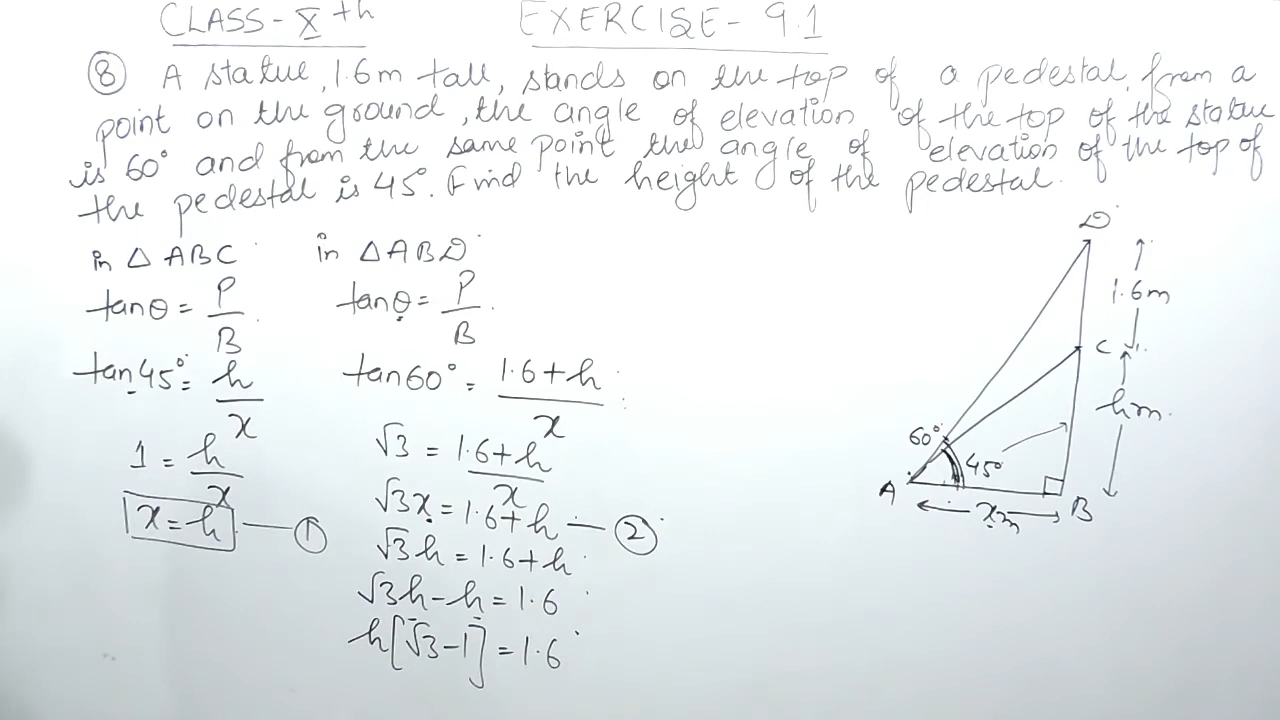 CLASS - Xth EXERCISE - 9.1
⑧ A statue, 1.6m tall, stands on the top of a pedestal, from a
point on the ground, the angle of elevation of the top of the statue
is 60° and from the same point the angle of elevation of the top of
the pedestal is 45°. Find the height of the pedestal.
in △ABC
tanθ = P/B
tan45° = h/x
1 = h/x
x = h — ①
in △ABD
tanθ = P/B
tan60° = 1.6+h/x
√3 = 1.6+h/x
√3x = 1.6+h — ②
√3h = 1.6+h
√3h-h = 1.6
h[√3-1] = 1.6
D
1.6m
C
hm
60°
45°
A
xm
B